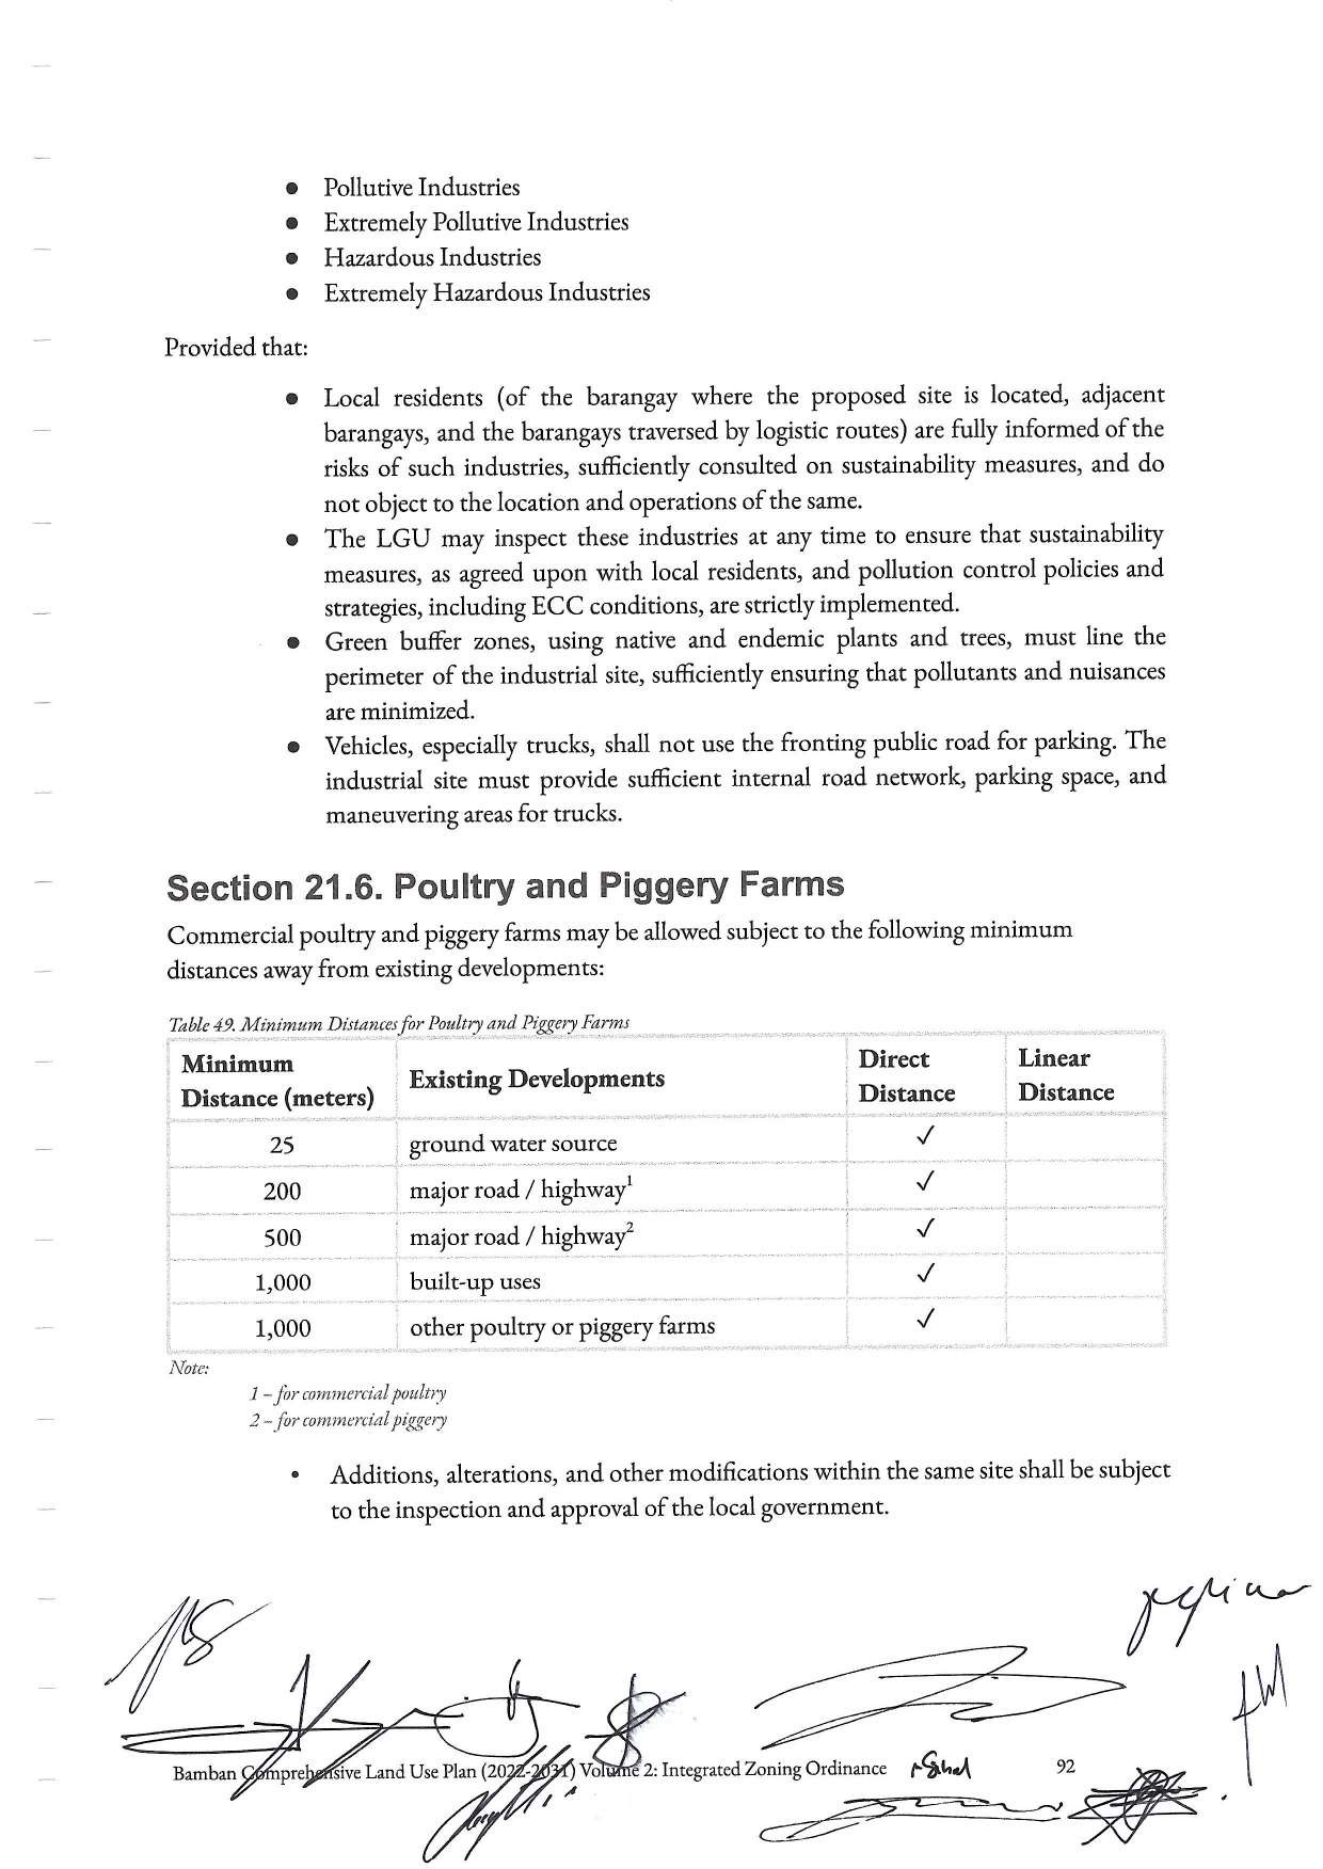 ● Pollutive Industries
● Extremely Pollutive Industries
● Hazardous Industries
● Extremely Hazardous Industries
Provided that:
● Local residents (of the barangay where the proposed site is located, adjacent
barangays, and the barangays traversed by logistic routes) are fully informed of the
risks of such industries, sufficiently consulted on sustainability measures, and do
not object to the location and operations of the same.
● The LGU may inspect these industries at any time to ensure that sustainability
measures, as agreed upon with local residents, and pollution control policies and
strategies, including ECC conditions, are strictly implemented.
● Green buffer zones, using native and endemic plants and trees, must line the
perimeter of the industrial site, sufficiently ensuring that pollutants and nuisances
are minimized.
● Vehicles, especially trucks, shall not use the fronting public road for parking. The
industrial site must provide sufficient internal road network, parking space, and
maneuvering areas for trucks.
Section 21.6. Poultry and Piggery Farms
Commercial poultry and piggery farms may be allowed subject to the following minimum
distances away from existing developments:
Table 49. Minimum Distances for Poultry and Piggery Farms
Minimum Distance (meters) Existing Developments Direct Distance Linear Distance
25 ground water source ✓
200 major road / highway¹ ✓
500 major road / highway² ✓
1,000 built-up uses ✓
1,000 other poultry or piggery farms ✓
Note:
1 – for commercial poultry
2 – for commercial piggery
• Additions, alterations, and other modifications within the same site shall be subject
to the inspection and approval of the local government.
Bamban Comprehensive Land Use Plan (2022-2031) Volume 2: Integrated Zoning Ordinance 92